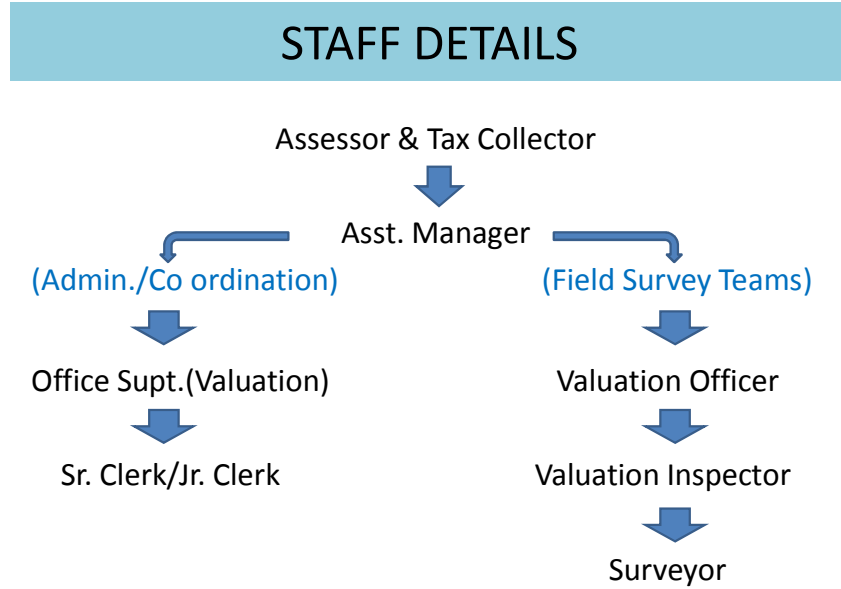 STAFF DETAILS
Assessor & Tax Collector
Asst. Manager
(Admin./Co ordination)
(Field Survey Teams)
Office Supt.(Valuation)
Valuation Officer
Sr. Clerk/Jr. Clerk
Valuation Inspector
Surveyor